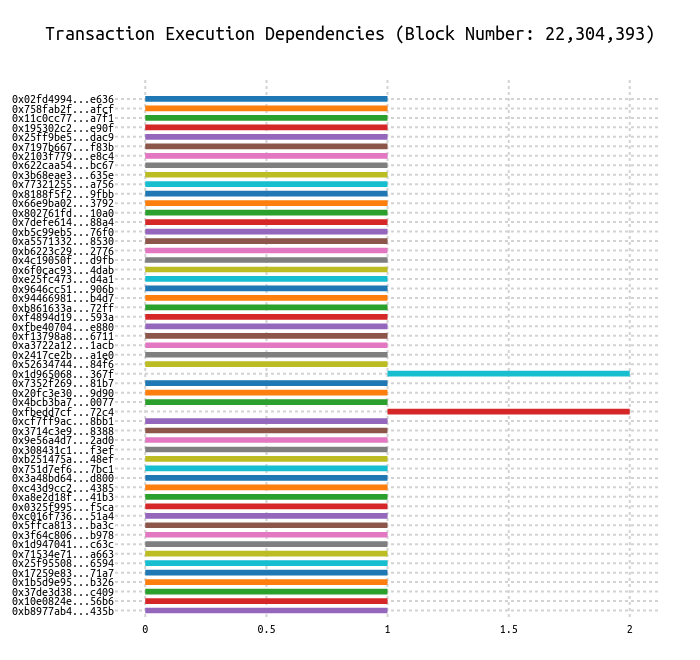 Transaction Execution Dependencies (Block Number: 22,304,393)
0x02fd4994...e636
0x758fab2f...afcf
0x11c0cc77...a7f1
0x195302c2...e90f
0x25ff9be5...dac9
0x7197b667...f83b
0x2103f779...e8c4
0x622caa54...bc67
0x3b68eae3...635e
0x77321255...a756
0x8188f5f2...9fbb
0x66e9ba02...3792
0x802761fd...10a0
0x7defe614...88a4
0xb5c99eb5...76f0
0xa5571332...8530
0xb6223c29...2776
0x4c19050f...d9fb
0x6f0cac93...4dab
0xe25fc473...d4a1
0x9646cc51...906b
0x94466981...b4d7
0xb861633a...72ff
0xf4894d19...593a
0xfbe40704...e880
0xf13798a8...6711
0xa3722a12...1acb
0x2417ce2b...a1e0
0x52634744...84f6
0x1d965068...367f
0x7352f269...81b7
0x20fc3e30...9d90
0x4bcb3ba7...0077
0xfbedd7cf...72c4
0xcf7ff9ac...8bb1
0x3714c3e9...8388
0x9e56a4d7...2ad0
0x308431c1...f3ef
0xb251475a...48ef
0x751d7ef6...7bc1
0x3a48bd64...d800
0xc43d9cc2...4385
0xa8e2d18f...41b3
0x0325f995...f5ca
0xc016f736...51a4
0x5ffca813...ba3c
0x3f64c806...b978
0x1d947041...c63c
0x71534e71...a663
0x25f95508...6594
0x17259e83...71a7
0x1b5d9e95...b326
0x37de3d38...c409
0x10e0824e...56b6
0xb8977ab4...435b
0 0.5 1 1.5 2